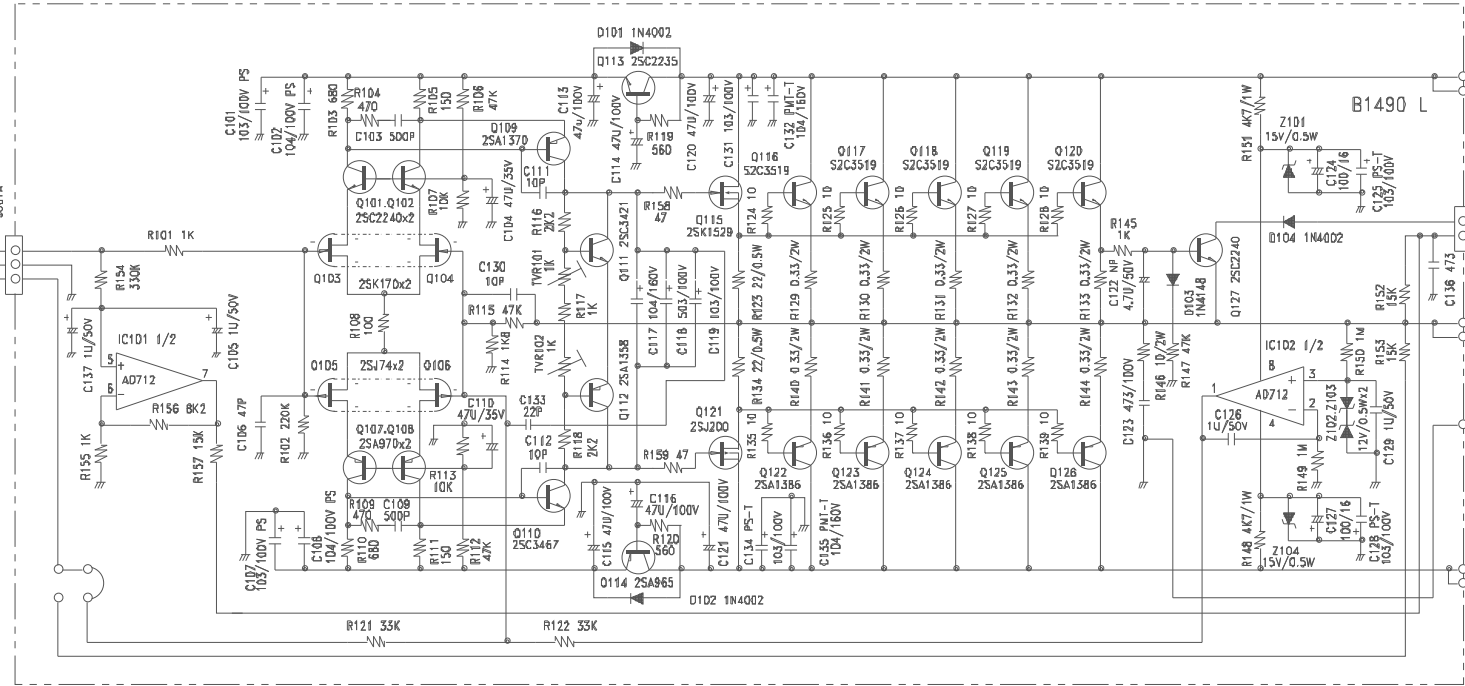 D101 1N4002
Q113 2SC2235
B1490 L
C101
103/100V PS
C102
104/100V PS
R103 680
R104
470
C103 500P
R105
150
R106
47K
Q109
2SA1370
C113
47U/100V
C114 47U/100V
R119
560
C120 47U/100V
C131 103/100V
C132 PMT-T
104/160V
Q101.Q102
2SC2240x2
R107
10K
C104 47U/35V
C111
10P
R116
2K2
R158
47
Q116
S2C3519
Q115
2SK1529
R124 10
Q117
S2C3519
R125 10
Q118
S2C3519
R126 10
Q119
S2C3519
R127 10
Q120
S2C3519
R128 10
R151 4K7/1W
Z101
15V/0.5W
C124
100/16
C125 PS-T
103/100V
R101 1K
R154
330K
Q103
Q104
2SK170x2
C130
10P
TVR101
1K
Q111 2SC3421
R117
1K
C117 104/160V
C118 503/100V
C119 103/100V
R123 22/0.5W
R129 0.33/2W
R130 0.33/2W
R131 0.33/2W
R132 0.33/2W
R133 0.33/2W
R145
1K
C122 NP
4.7U/50V
D103
1N4148
Q127 2SC2240
D104 1N4002
C136 473
R152
15K
C137 1U/50V
IC101 1/2
C105 1U/50V
R108
100
R115 47K
R114 1K8
TVR102
1K
Q112 2SA1358
R134 22/0.5W
R140 0.33/2W
R141 0.33/2W
R142 0.33/2W
R143 0.33/2W
R144 0.33/2W
C123 473/100V
R146 10/2W
R147 47K
IC102 1/2
R150 1M
R153
15K
5
6
7
+
-
AD712
Q105
2SJ74x2
Q106
R156 8K2
R155 1K
R157 15K
C106 47P
R102 220K
Q107.Q108
2SA970x2
R113
10K
C110
47U/35V
C133
22P
C112
10P
R118
2K2
R159 47
Q121
2SJ200
R135 10
R136 10
R137 10
R138 10
R139 10
Q122
2SA1386
Q123
2SA1386
Q124
2SA1386
Q125
2SA1386
Q126
2SA1386
1
8
3
2
4
+
-
AD712
C126
1U/50V
R149 1M
Z102.Z103
12V/0.5Wx2
C129 1U/50V
C107
103/100V PS
C108
104/100V PS
R109
470
C109
500P
R110
680
R111
150
R112
47K
Q110
2SC3467
C115 47U/100V
C116
47U/100V
R120
560
Q114 2SA965
C121 47U/100V
C134 PS-T
103/100V
C135 PMT-T
104/160V
R148 4K7/1W
Z104
15V/0.5W
C127
100/16
C128 PS-T
103/100V
D102 1N4002
R121 33K
R122 33K